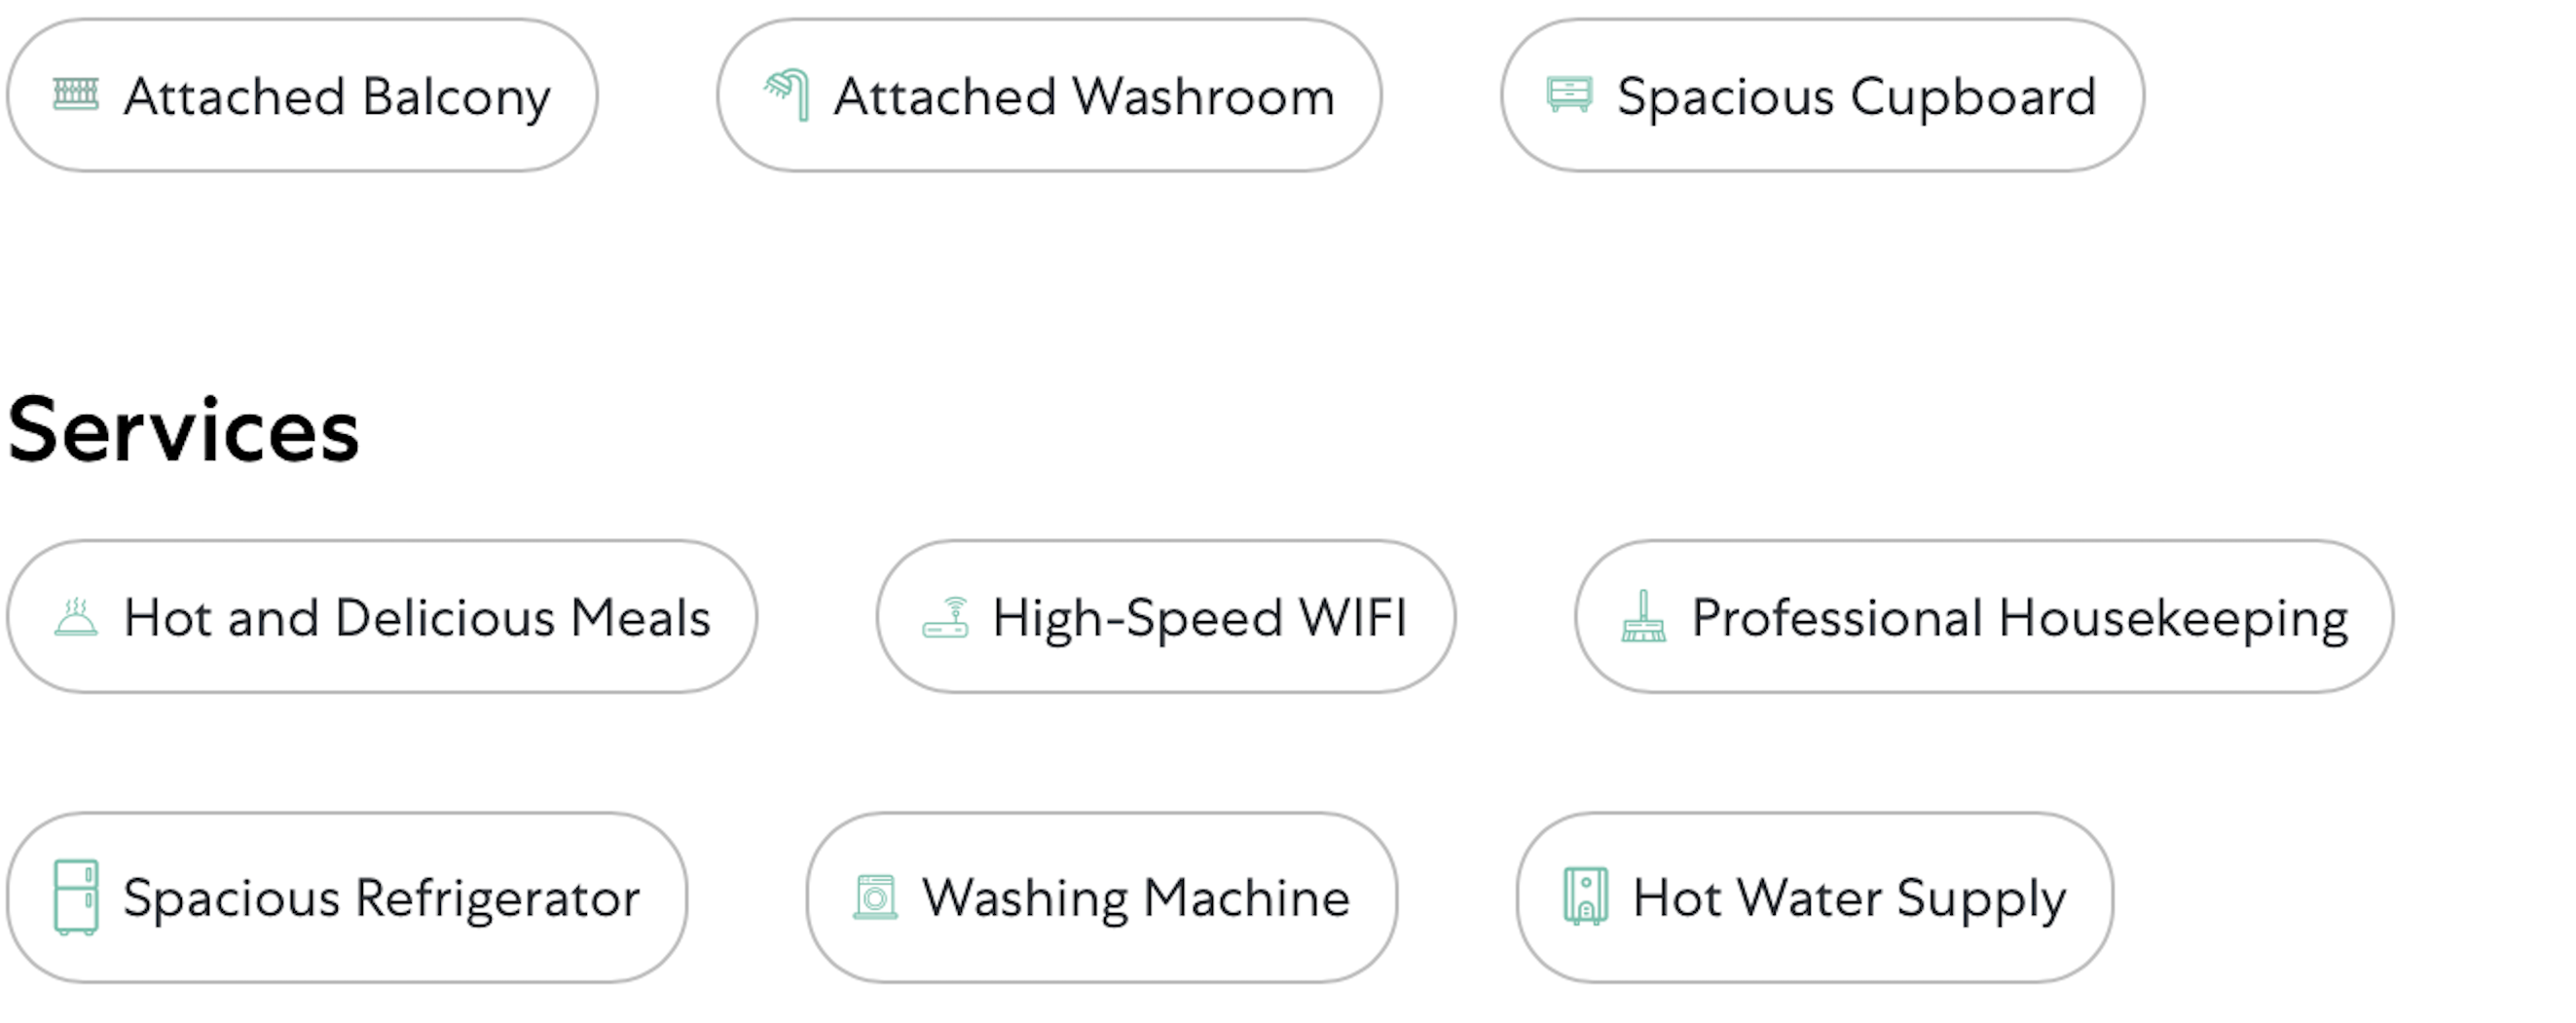 Attached Balcony
Attached Washroom
Spacious Cupboard
Services
Hot and Delicious Meals
High-Speed WIFI
Professional Housekeeping
Spacious Refrigerator
Washing Machine
Hot Water Supply